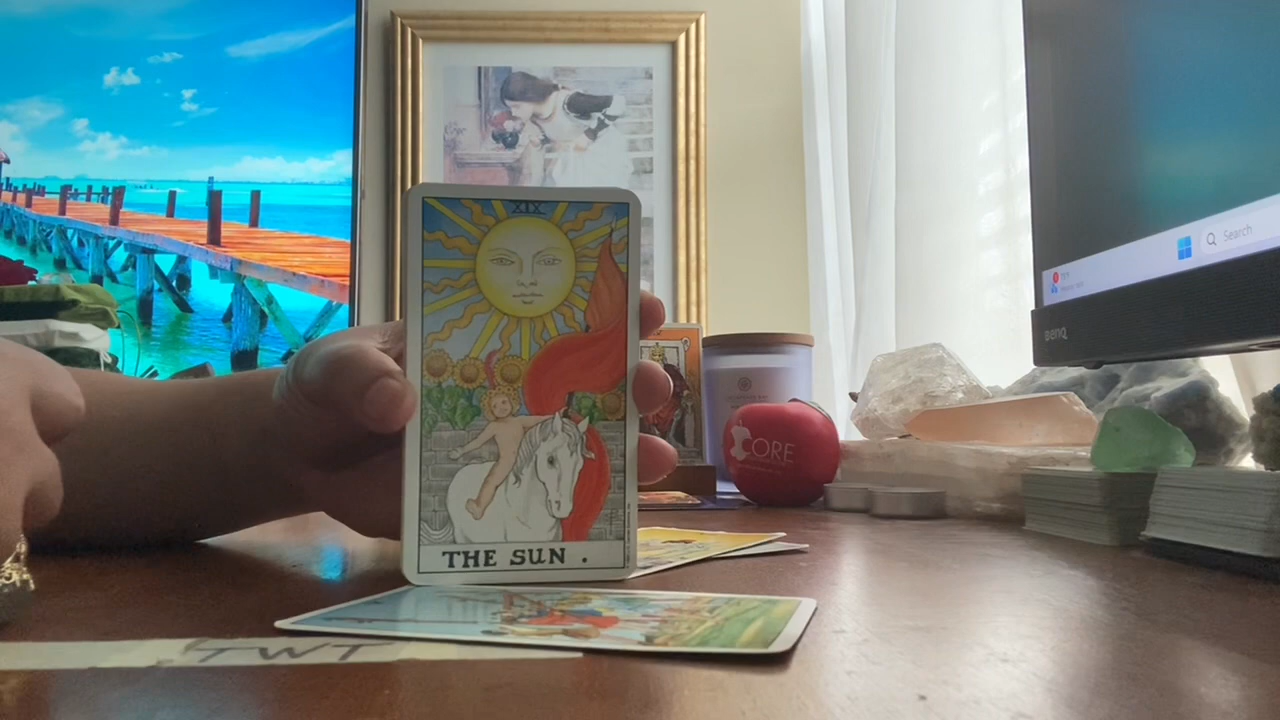 XIX
THE SUN .
CORE
Search
BenQ
TWT